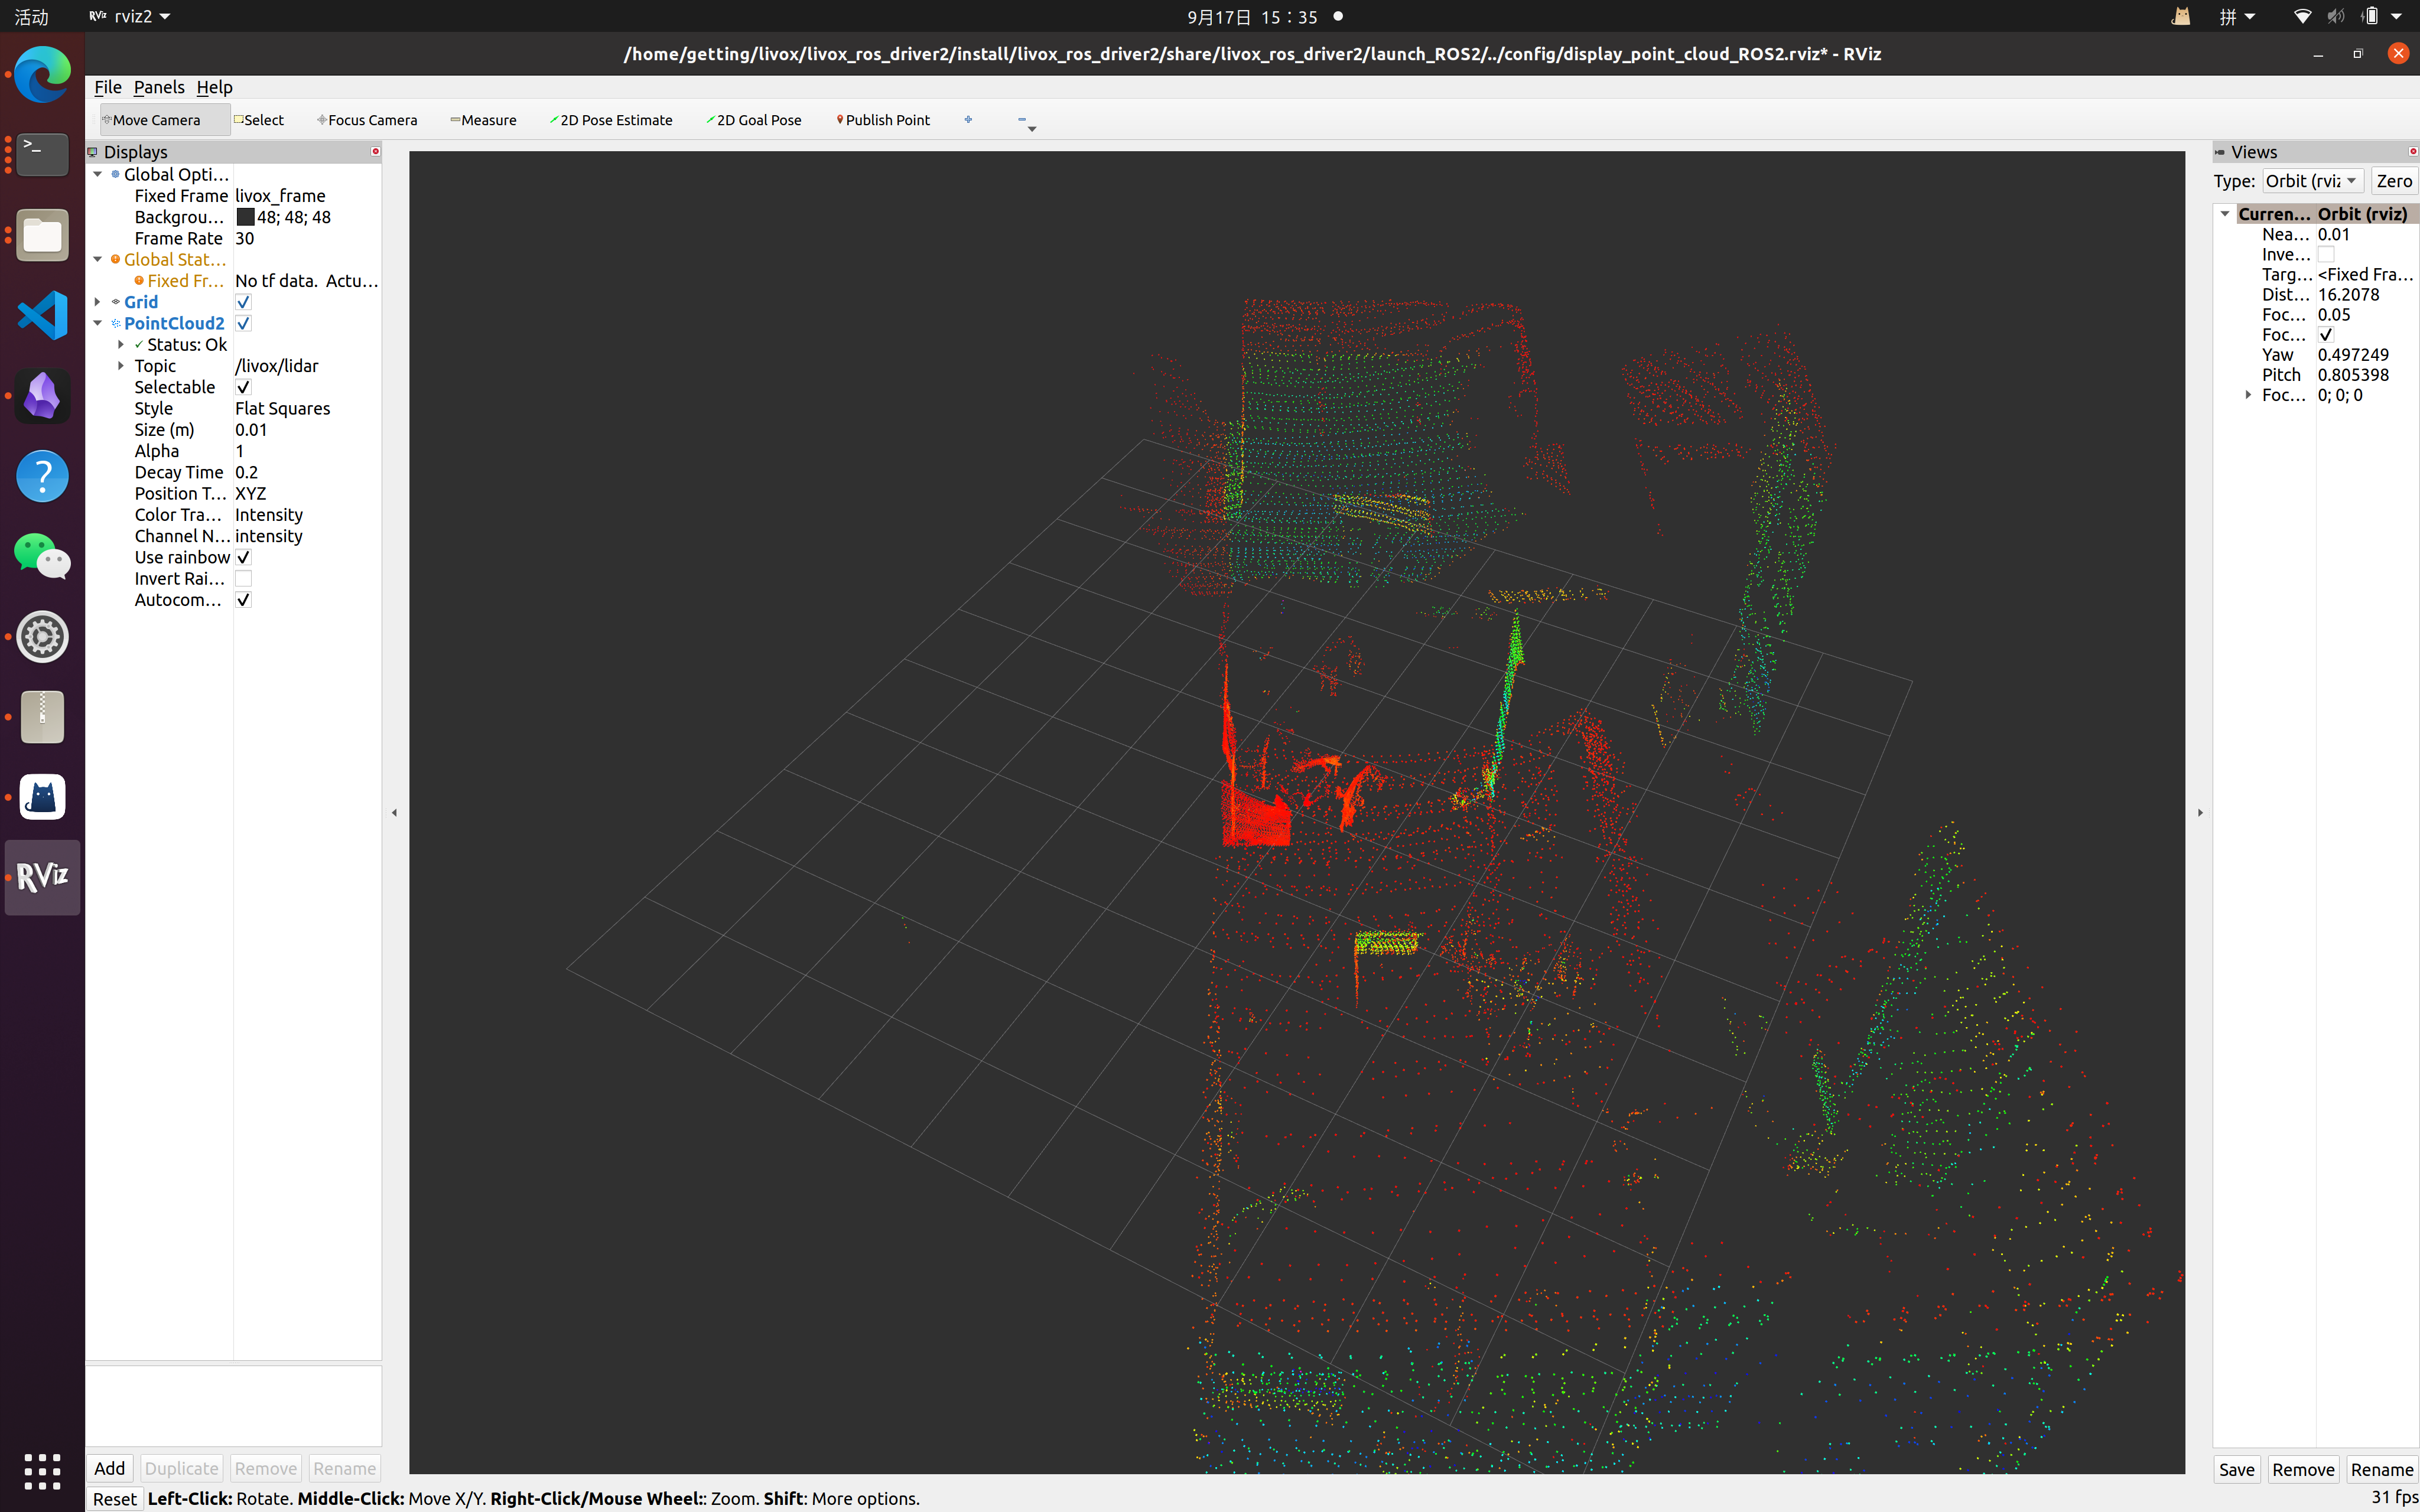 活动 RViz rviz2 9月17日 15：35 拼
/home/getting/livox/livox_ros_driver2/install/livox_ros_driver2/share/livox_ros_driver2/launch_ROS2/../config/display_point_cloud_ROS2.rviz* - RViz
File Panels Help
Move Camera Select Focus Camera Measure 2D Pose Estimate 2D Goal Pose Publish Point
Displays
Global Opti...
Fixed Frame livox_frame
Backgrou... 48; 48; 48
Frame Rate 30
Global Stat...
Fixed Fr... No tf data. Actu...
Grid
PointCloud2
Status: Ok
Topic /livox/lidar
Selectable
Style Flat Squares
Size (m) 0.01
Alpha 1
Decay Time 0.2
Position T... XYZ
Color Tra... Intensity
Channel N... intensity
Use rainbow
Invert Rai...
Autocom...
Views
Type: Orbit (rviz Zero
Curren... Orbit (rviz)
Nea... 0.01
Inve...
Targ... <Fixed Fra...
Dist... 16.2078
Foc... 0.05
Foc...
Yaw 0.497249
Pitch 0.805398
Foc... 0; 0; 0
>_
?
RViz
Add Duplicate Remove Rename
Save Remove Rename
Reset Left-Click: Rotate. Middle-Click: Move X/Y. Right-Click/Mouse Wheel:: Zoom. Shift: More options.
31 fps